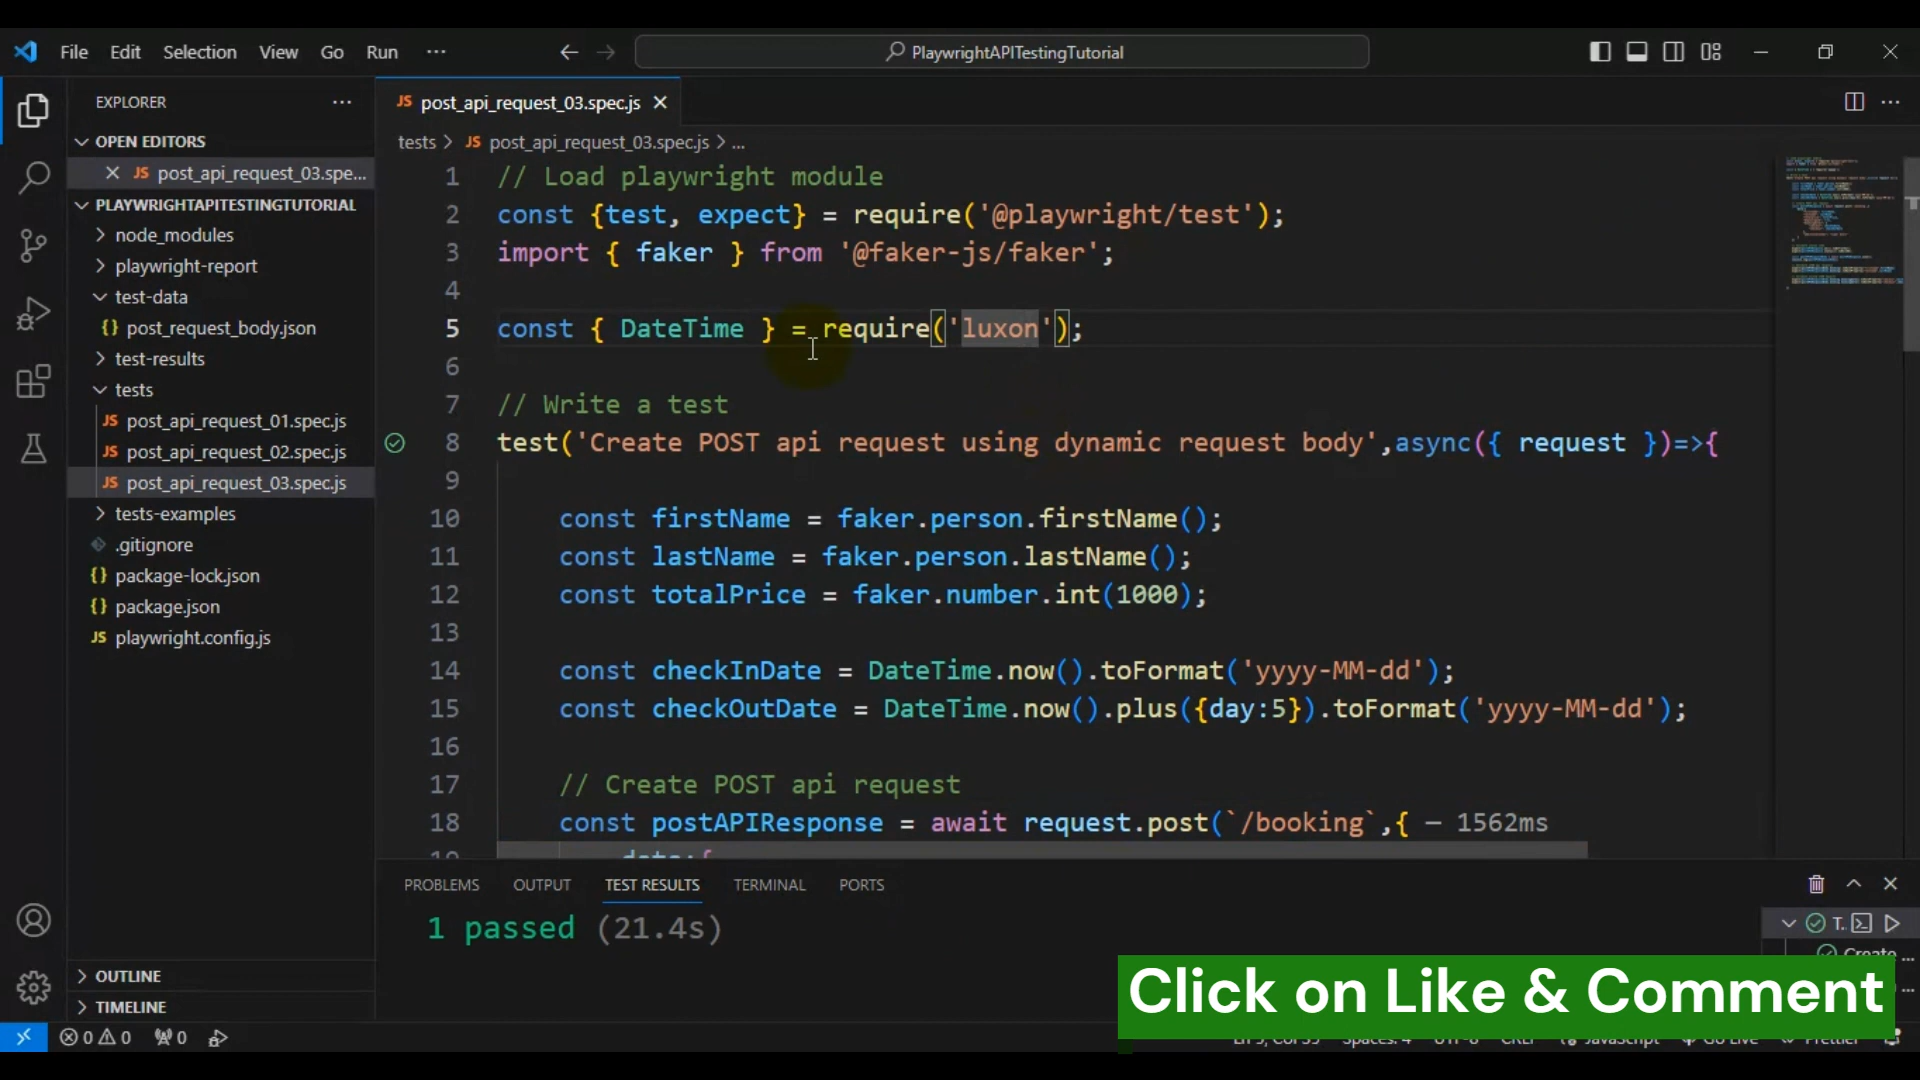 File Edit Selection View Go Run ···
PlaywrightAPITestingTutorial
EXPLORER
OPEN EDITORS
JS post_api_request_03.spe...
PLAYWRIGHTAPITESTINGTUTORIAL
node_modules
playwright-report
test-data
{} post_request_body.json
test-results
tests
JS post_api_request_01.spec.js
JS post_api_request_02.spec.js
JS post_api_request_03.spec.js
tests-examples
.gitignore
{} package-lock.json
{} package.json
JS playwright.config.js
OUTLINE
TIMELINE
JS post_api_request_03.spec.js
tests > JS post_api_request_03.spec.js > ...
1 // Load playwright module
2 const {test, expect} = require('@playwright/test');
3 import { faker } from '@faker-js/faker';
4
5 const { DateTime } = require('luxon');
6
7 // Write a test
8 test('Create POST api request using dynamic request body',async({ request })=>{
9
10 const firstName = faker.person.firstName();
11 const lastName = faker.person.lastName();
12 const totalPrice = faker.number.int(1000);
13
14 const checkInDate = DateTime.now().toFormat('yyyy-MM-dd');
15 const checkOutDate = DateTime.now().plus({day:5}).toFormat('yyyy-MM-dd');
16
17 // Create POST api request
18 const postAPIResponse = await request.post(`/booking`,{ — 1562ms
PROBLEMS OUTPUT TEST RESULTS TERMINAL PORTS
1 passed (21.4s)
T..
Create ...
Click on Like & Comment
0 0 0